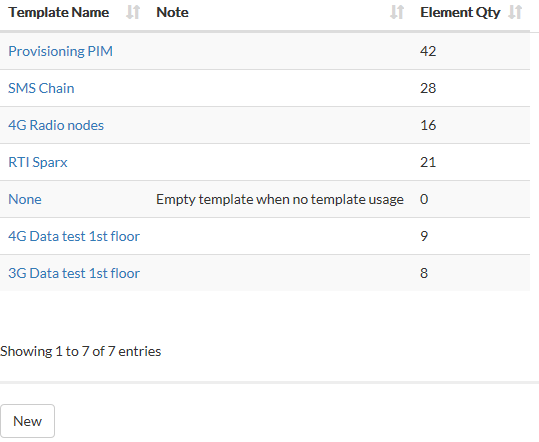 Template Name Note Element Qty
Provisioning PIM 42
SMS Chain 28
4G Radio nodes 16
RTI Sparx 21
None Empty template when no template usage 0
4G Data test 1st floor 9
3G Data test 1st floor 8
Showing 1 to 7 of 7 entries
New